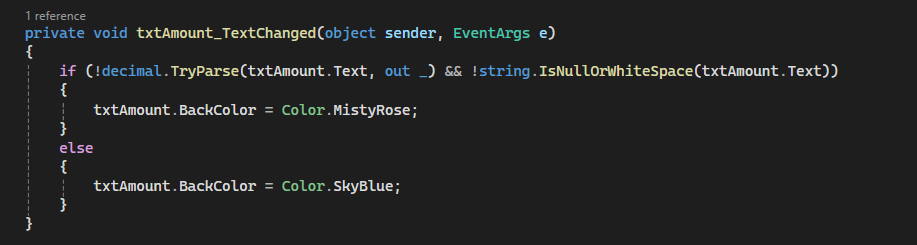 1 reference
private void txtAmount_TextChanged(object sender, EventArgs e)
{
if (!decimal.TryParse(txtAmount.Text, out _) && !string.IsNullOrWhiteSpace(txtAmount.Text))
{
txtAmount.BackColor = Color.MistyRose;
}
else
{
txtAmount.BackColor = Color.SkyBlue;
}
}